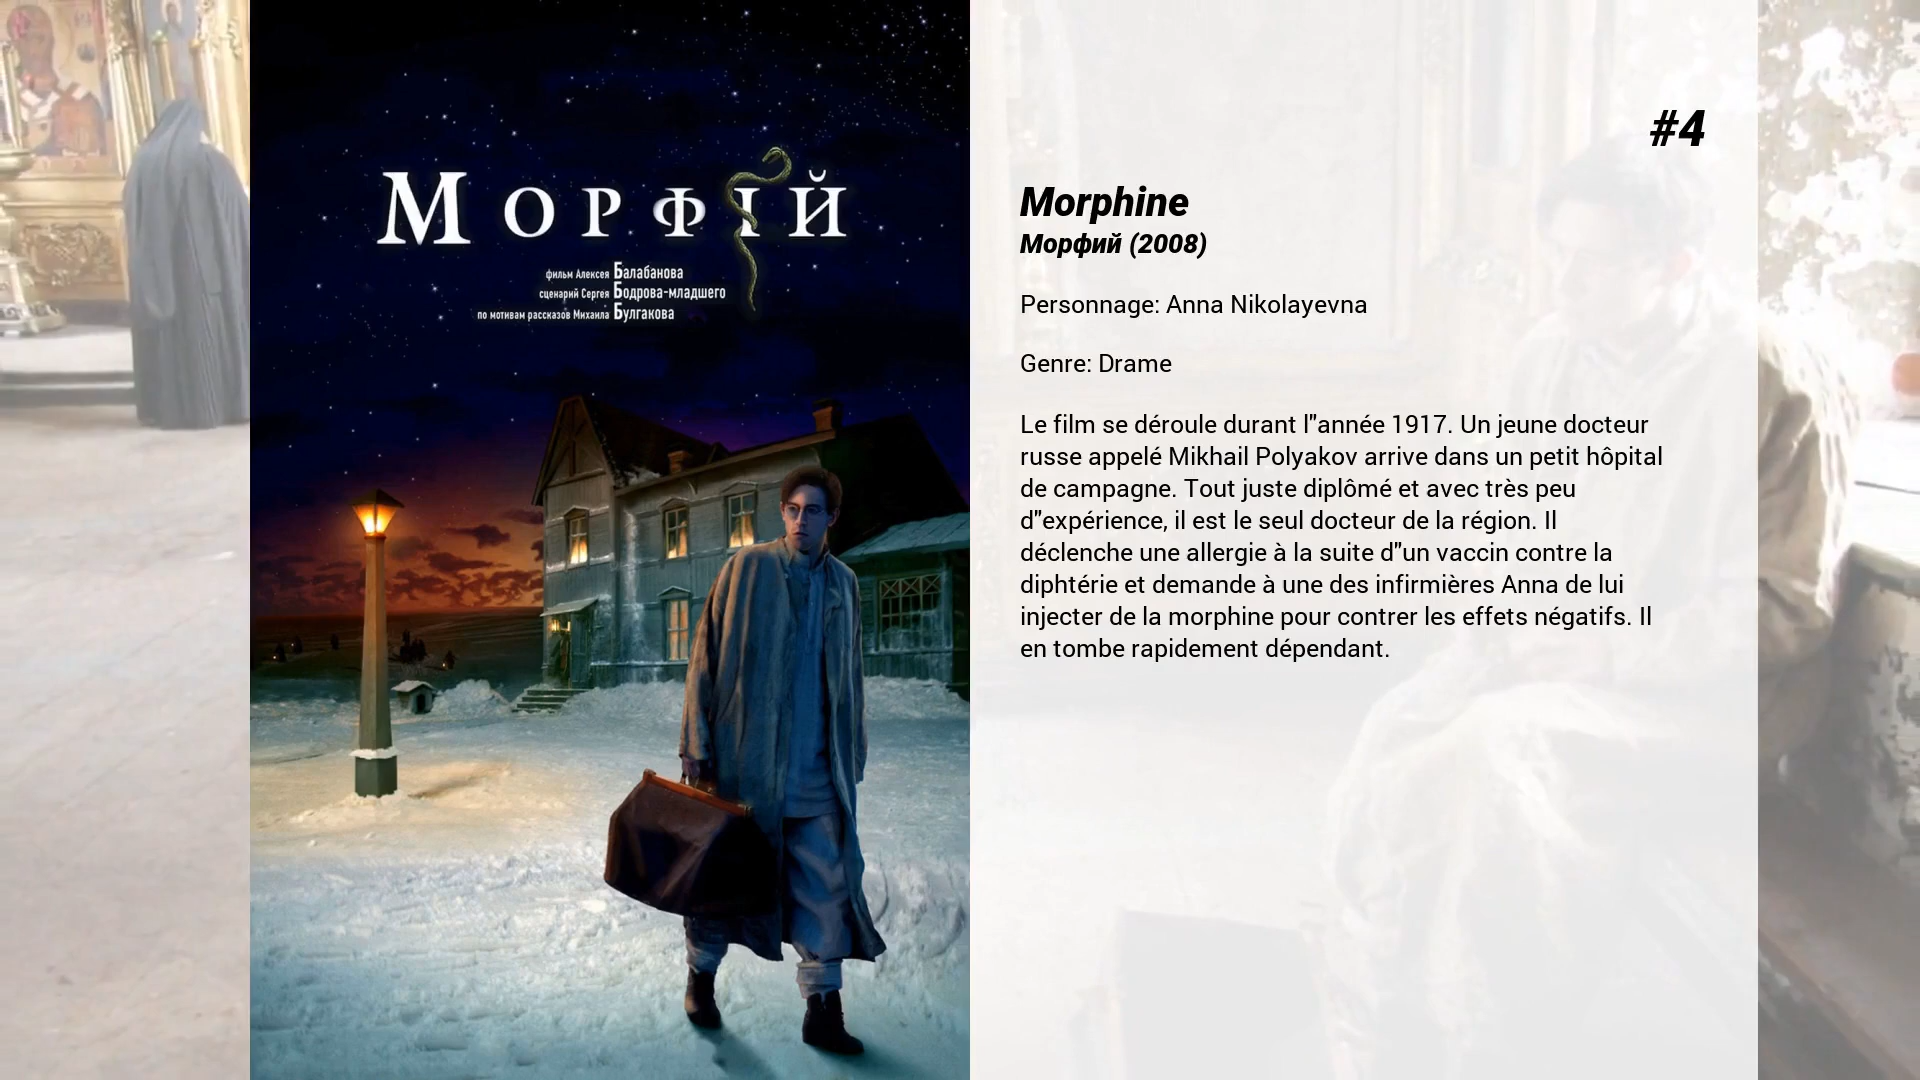 МОРФІЙ
фильм Алексея Балабанова
сценарий Сергея Бодрова-младшего
по мотивам рассказов Михаила Булгакова
#4
Morphine
Морфий (2008)
Personnage: Anna Nikolayevna
Genre: Drame
Le film se déroule durant l"année 1917. Un jeune docteur
russe appelé Mikhail Polyakov arrive dans un petit hôpital
de campagne. Tout juste diplômé et avec très peu
d"expérience, il est le seul docteur de la région. Il
déclenche une allergie à la suite d"un vaccin contre la
diphtérie et demande à une des infirmières Anna de lui
injecter de la morphine pour contrer les effets négatifs. Il
en tombe rapidement dépendant.